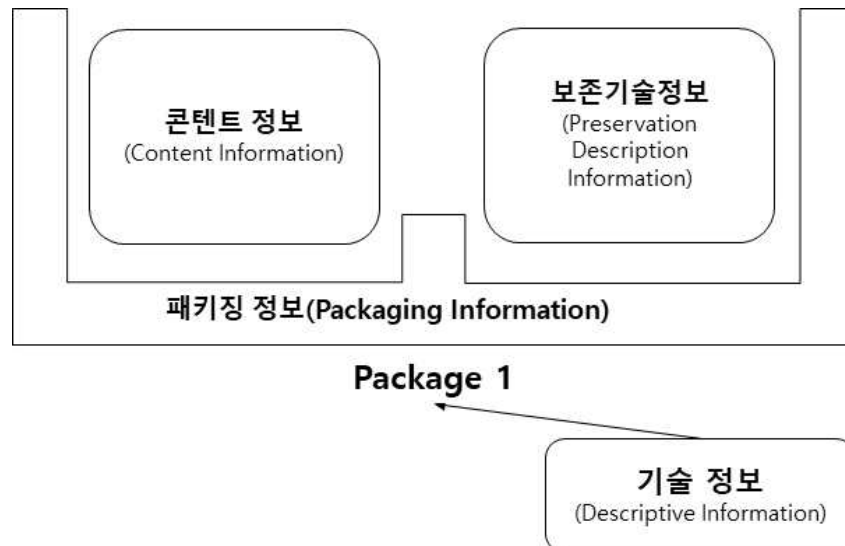 콘텐트 정보
(Content Information)
보존기술정보
(Preservation
Description
Information)
패키징 정보(Packaging Information)
Package 1
기술 정보
(Descriptive Information)